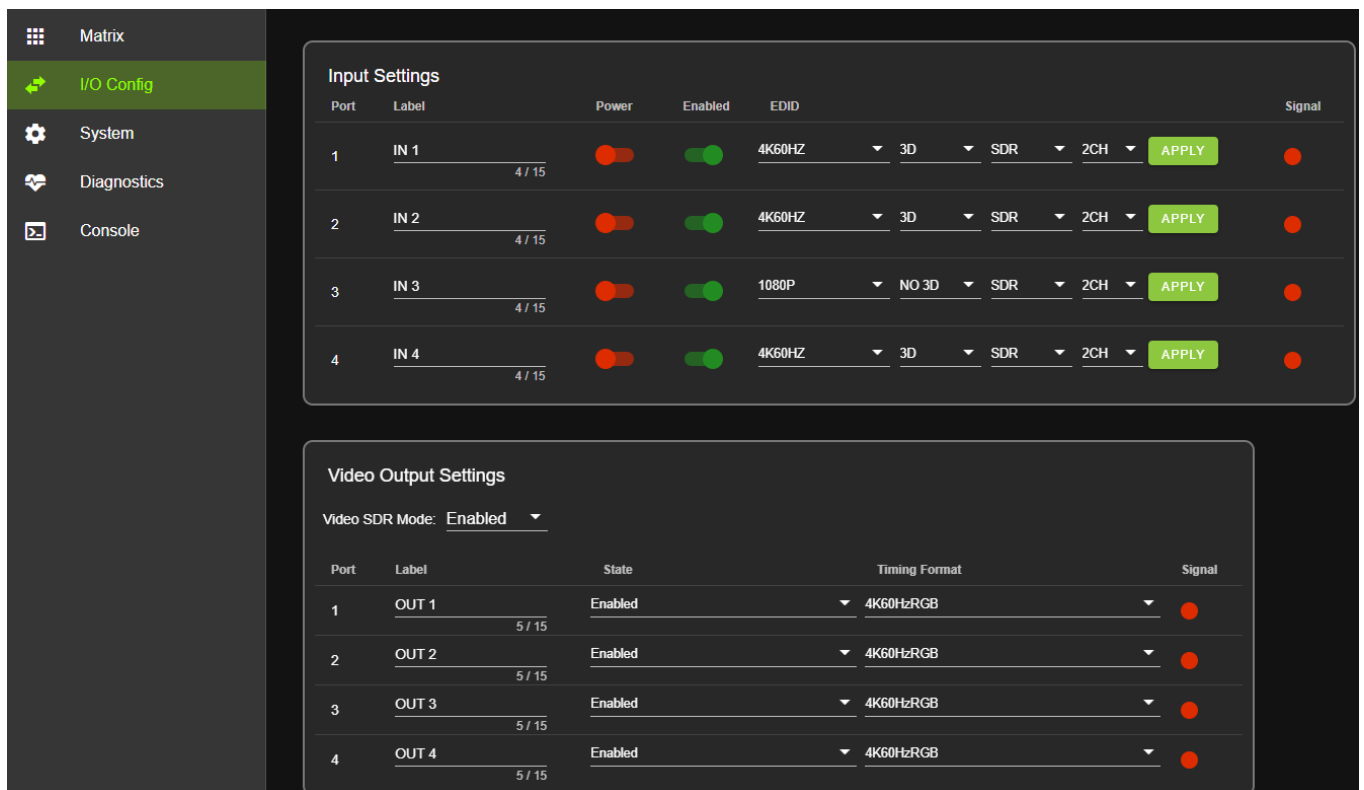 Matrix
I/O Config
System
Diagnostics
Console
Input Settings
Port Label Power Enabled EDID Signal
1 IN 1 4K60HZ 3D SDR 2CH APPLY
4 / 15
2 IN 2 4K60HZ 3D SDR 2CH APPLY
4 / 15
3 IN 3 1080P NO 3D SDR 2CH APPLY
4 / 15
4 IN 4 4K60HZ 3D SDR 2CH APPLY
4 / 15
Video Output Settings
Video SDR Mode: Enabled
Port Label State Timing Format Signal
1 OUT 1 Enabled 4K60HzRGB
5 / 15
2 OUT 2 Enabled 4K60HzRGB
5 / 15
3 OUT 3 Enabled 4K60HzRGB
5 / 15
4 OUT 4 Enabled 4K60HzRGB
5 / 15